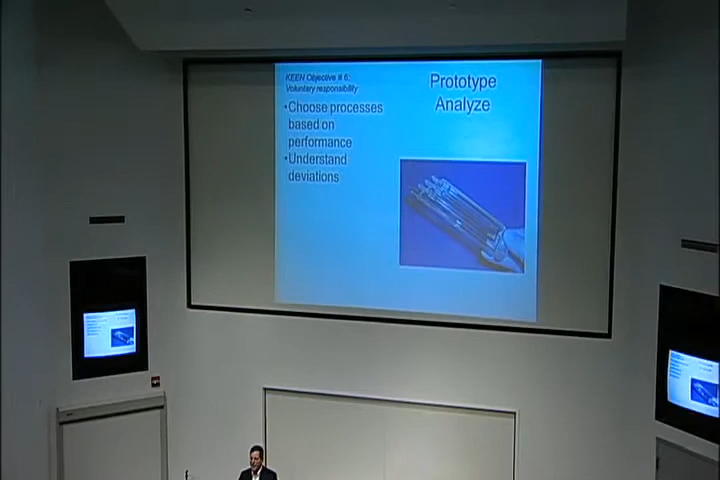 KEEN Objective # 6:
Voluntary responsibility
•Choose processes
based on
performance
•Understand
deviations
Prototype
Analyze